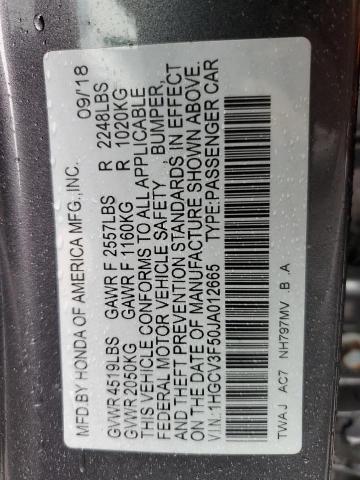 MFD.BY HONDA OF AMERICA MFG.,INC. 09/18
GVWR 4519LBS GAWR F 2557LBS R 2248LBS
GVWR 2050KG GAWR F 1160KG R 1020KG
THIS VEHICLE CONFORMS TO ALL APPLICABLE
FEDERAL MOTOR VEHICLE SAFETY, BUMPER,
AND THEFT PREVENTION STANDARDS IN EFFECT
ON THE DATE OF MANUFACTURE SHOWN ABOVE.
V.I.N.:1HGCV3F50JA012665 TYPE:PASSENGER CAR
TWAJ AC7 NH797MV .B .A